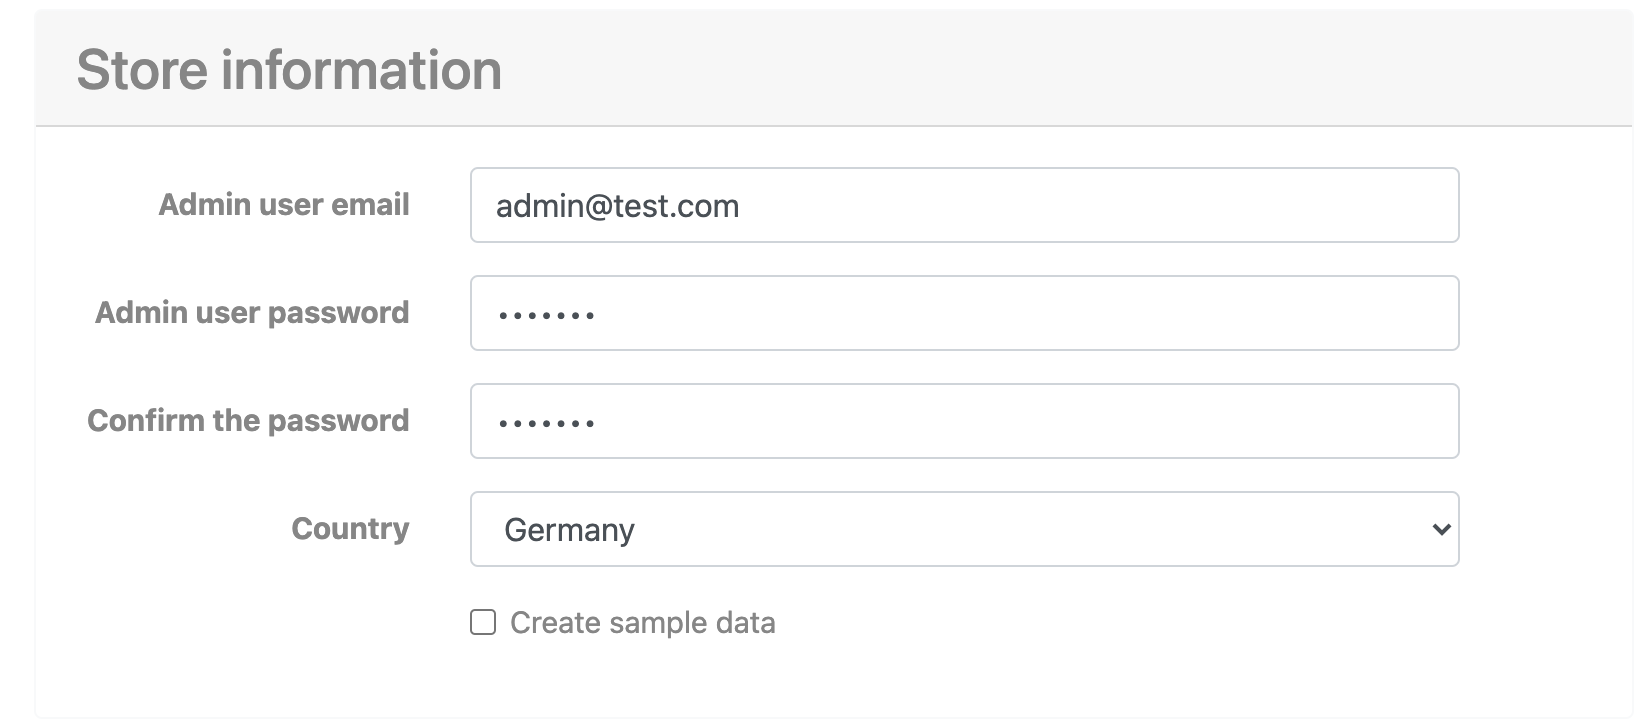 Store information
Admin user email
admin@test.com
Admin user password
•••••••
Confirm the password
•••••••
Country
Germany
Create sample data